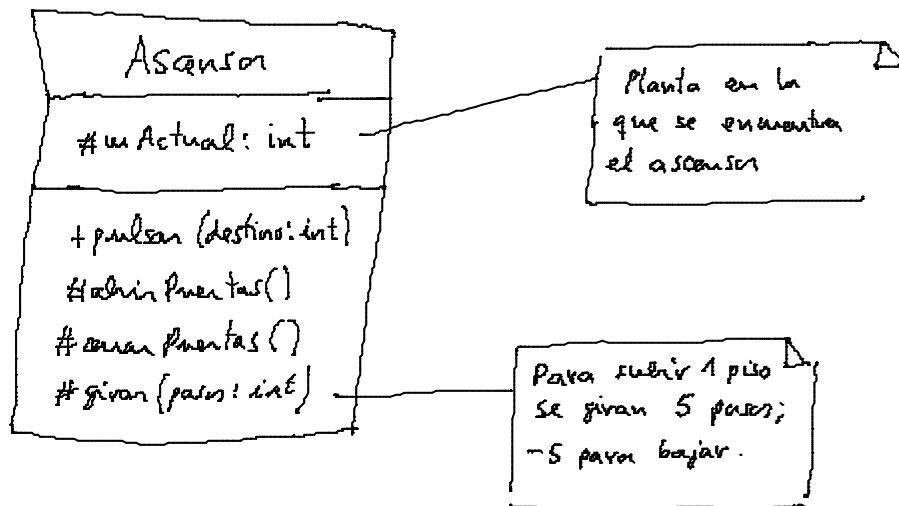 Ascensor
#mActual: int
+pulsar (destino: int)
#abrirPuertas()
#cerrarPuertas()
#girar (pasos: int)
Planta en la
que se encuentra
el ascensor
Para subir 1 piso
se giran 5 pasos;
-5 para bajar.